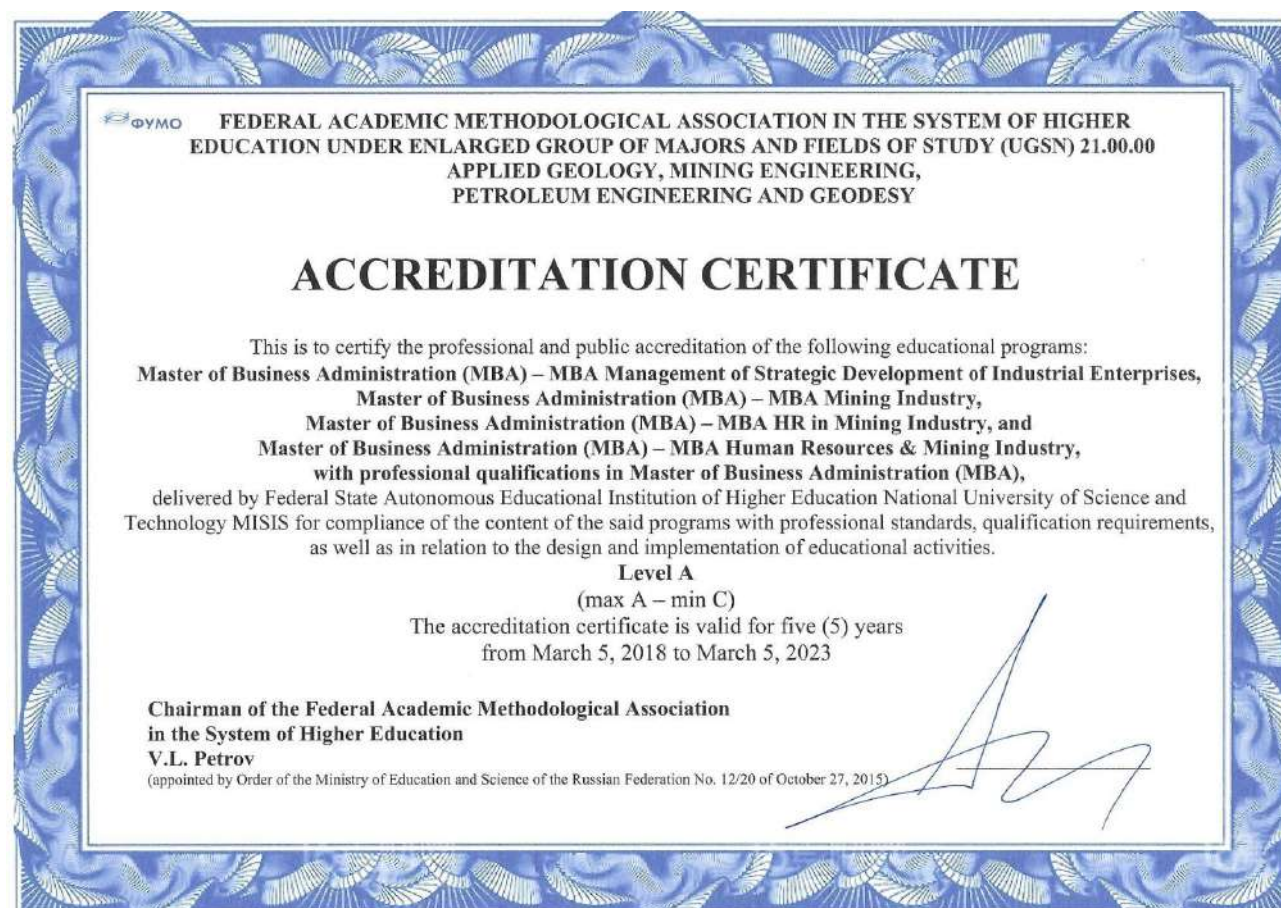 ФУМО
FEDERAL ACADEMIC METHODOLOGICAL ASSOCIATION IN THE SYSTEM OF HIGHER
EDUCATION UNDER ENLARGED GROUP OF MAJORS AND FIELDS OF STUDY (UGSN) 21.00.00
APPLIED GEOLOGY, MINING ENGINEERING,
PETROLEUM ENGINEERING AND GEODESY
ACCREDITATION CERTIFICATE
This is to certify the professional and public accreditation of the following educational programs:
Master of Business Administration (MBA) – MBA Management of Strategic Development of Industrial Enterprises,
Master of Business Administration (MBA) – MBA Mining Industry,
Master of Business Administration (MBA) – MBA HR in Mining Industry, and
Master of Business Administration (MBA) – MBA Human Resources & Mining Industry,
with professional qualifications in Master of Business Administration (MBA),
delivered by Federal State Autonomous Educational Institution of Higher Education National University of Science and
Technology MISIS for compliance of the content of the said programs with professional standards, qualification requirements,
as well as in relation to the design and implementation of educational activities.
Level A
(max A – min C)
The accreditation certificate is valid for five (5) years
from March 5, 2018 to March 5, 2023
Chairman of the Federal Academic Methodological Association
in the System of Higher Education
V.L. Petrov
(appointed by Order of the Ministry of Education and Science of the Russian Federation No. 12/20 of October 27, 2015)